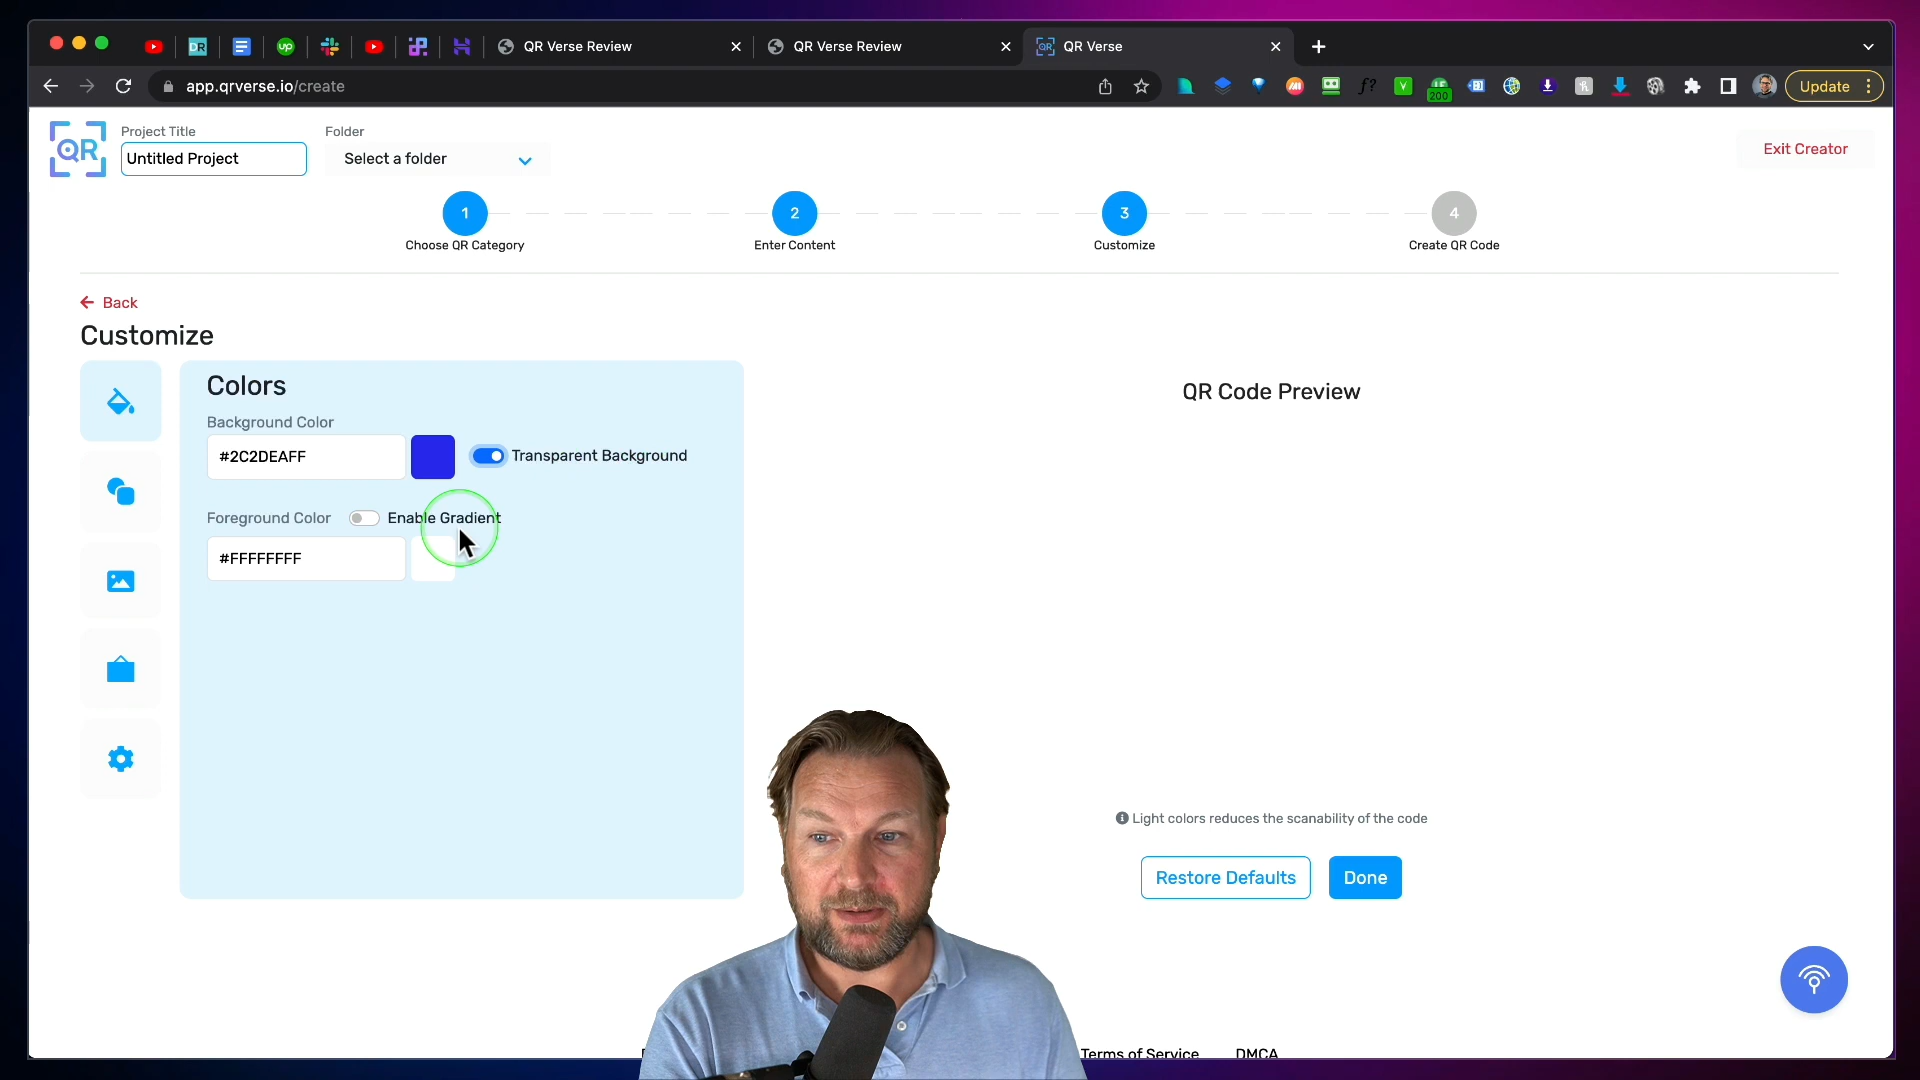 QR Verse Review
QR Verse Review
QR Verse
app.qrverse.io/create
200
Update
QR
Project Title
Untitled Project
Folder
Select a folder
Exit Creator
1
2
3
4
Choose QR Category
Enter Content
Customize
Create QR Code
Back
Customize
Colors
Background Color
#2C2DEAFF
Transparent Background
Foreground Color
Enable Gradient
#FFFFFFFF
QR Code Preview
Light colors reduces the scanability of the code
Restore Defaults
Done
Terms of Service
DMCA